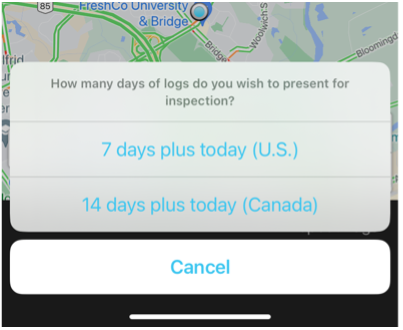 85
FreshCo University
& Bridge
Bridge
Woolwich S
Bloomingd
How many days of logs do you wish to present for
inspection?
7 days plus today (U.S.)
14 days plus today (Canada)
Cancel